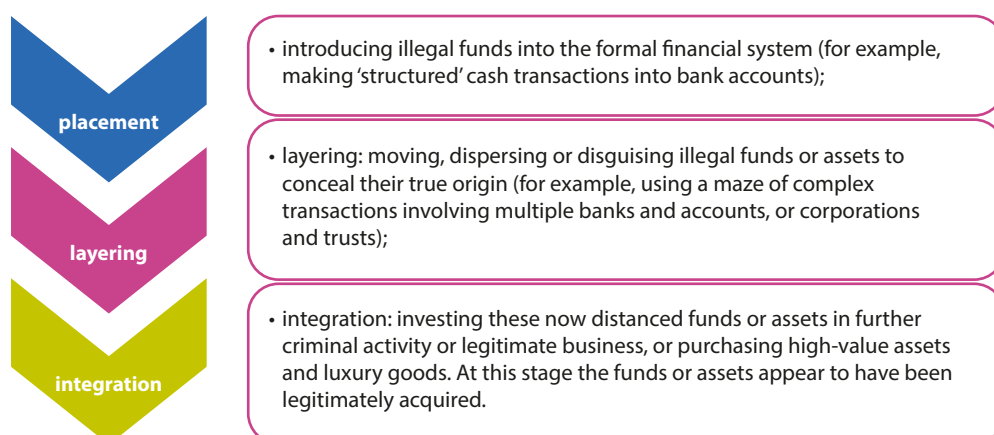 placement
• introducing illegal funds into the formal financial system (for example,
making ‘structured’ cash transactions into bank accounts);
layering
• layering: moving, dispersing or disguising illegal funds or assets to
conceal their true origin (for example, using a maze of complex
transactions involving multiple banks and accounts, or corporations
and trusts);
integration
• integration: investing these now distanced funds or assets in further
criminal activity or legitimate business, or purchasing high-value assets
and luxury goods. At this stage the funds or assets appear to have been
legitimately acquired.